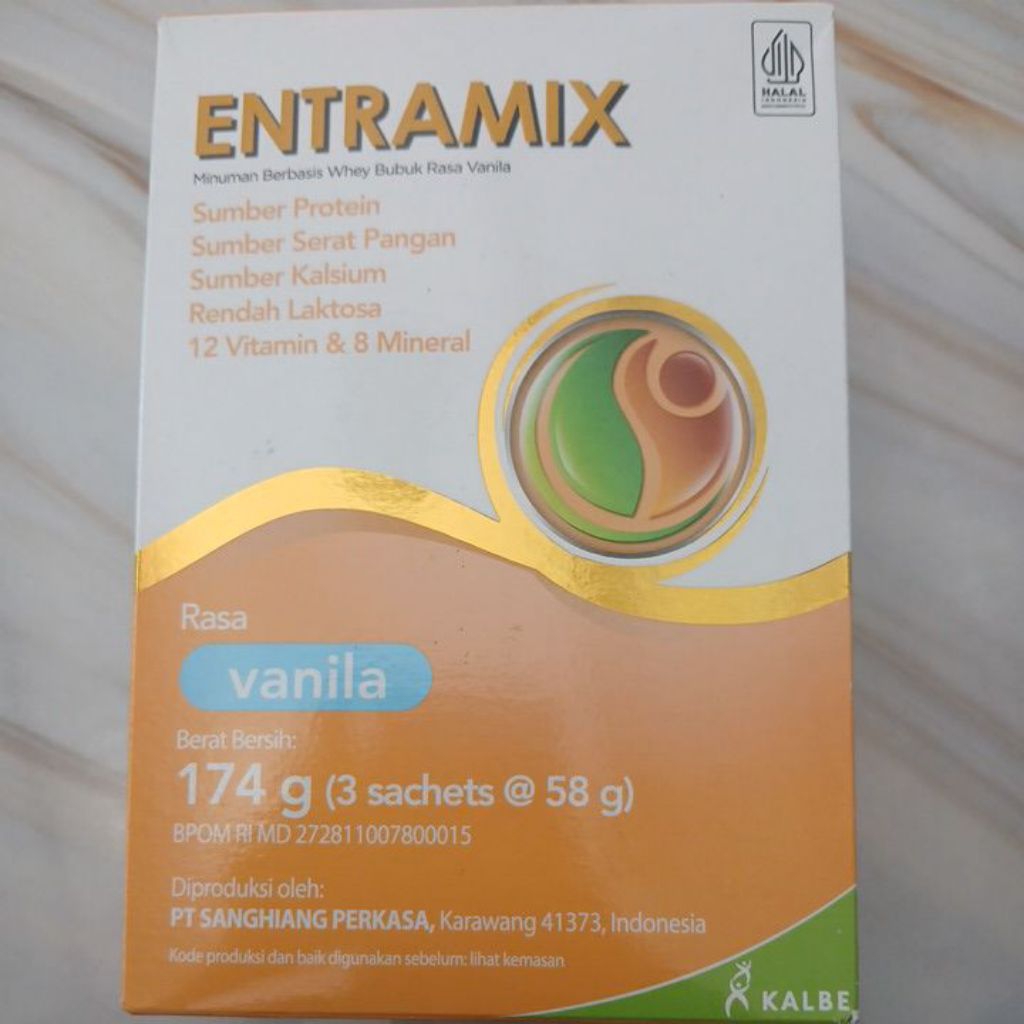 HALAL
INDONESIA
ENTRAMIX
Minuman Berbasis Whey Bubuk Rasa Vanila
Sumber Protein
Sumber Serat Pangan
Sumber Kalsium
Rendah Laktosa
12 Vitamin & 8 Mineral
Rasa
vanila
Berat Bersih:
174 g (3 sachets @ 58 g)
BPOM RI MD 272811007800015
Diproduksi oleh:
PT SANGHIANG PERKASA, Karawang 41373, Indonesia
Kode produksi dan baik digunakan sebelum: lihat kemasan
KALBE